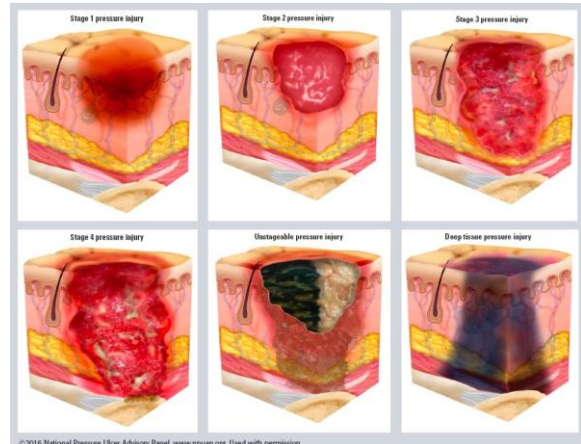 Stage 1 pressure injury
Stage 2 pressure injury
Stage 3 pressure injury
Stage 4 pressure injury
Unstageable pressure injury
Deep tissue pressure injury
©2016 National Pressure Ulcer Advisory Panel. www.npuap.org. Used with permission.